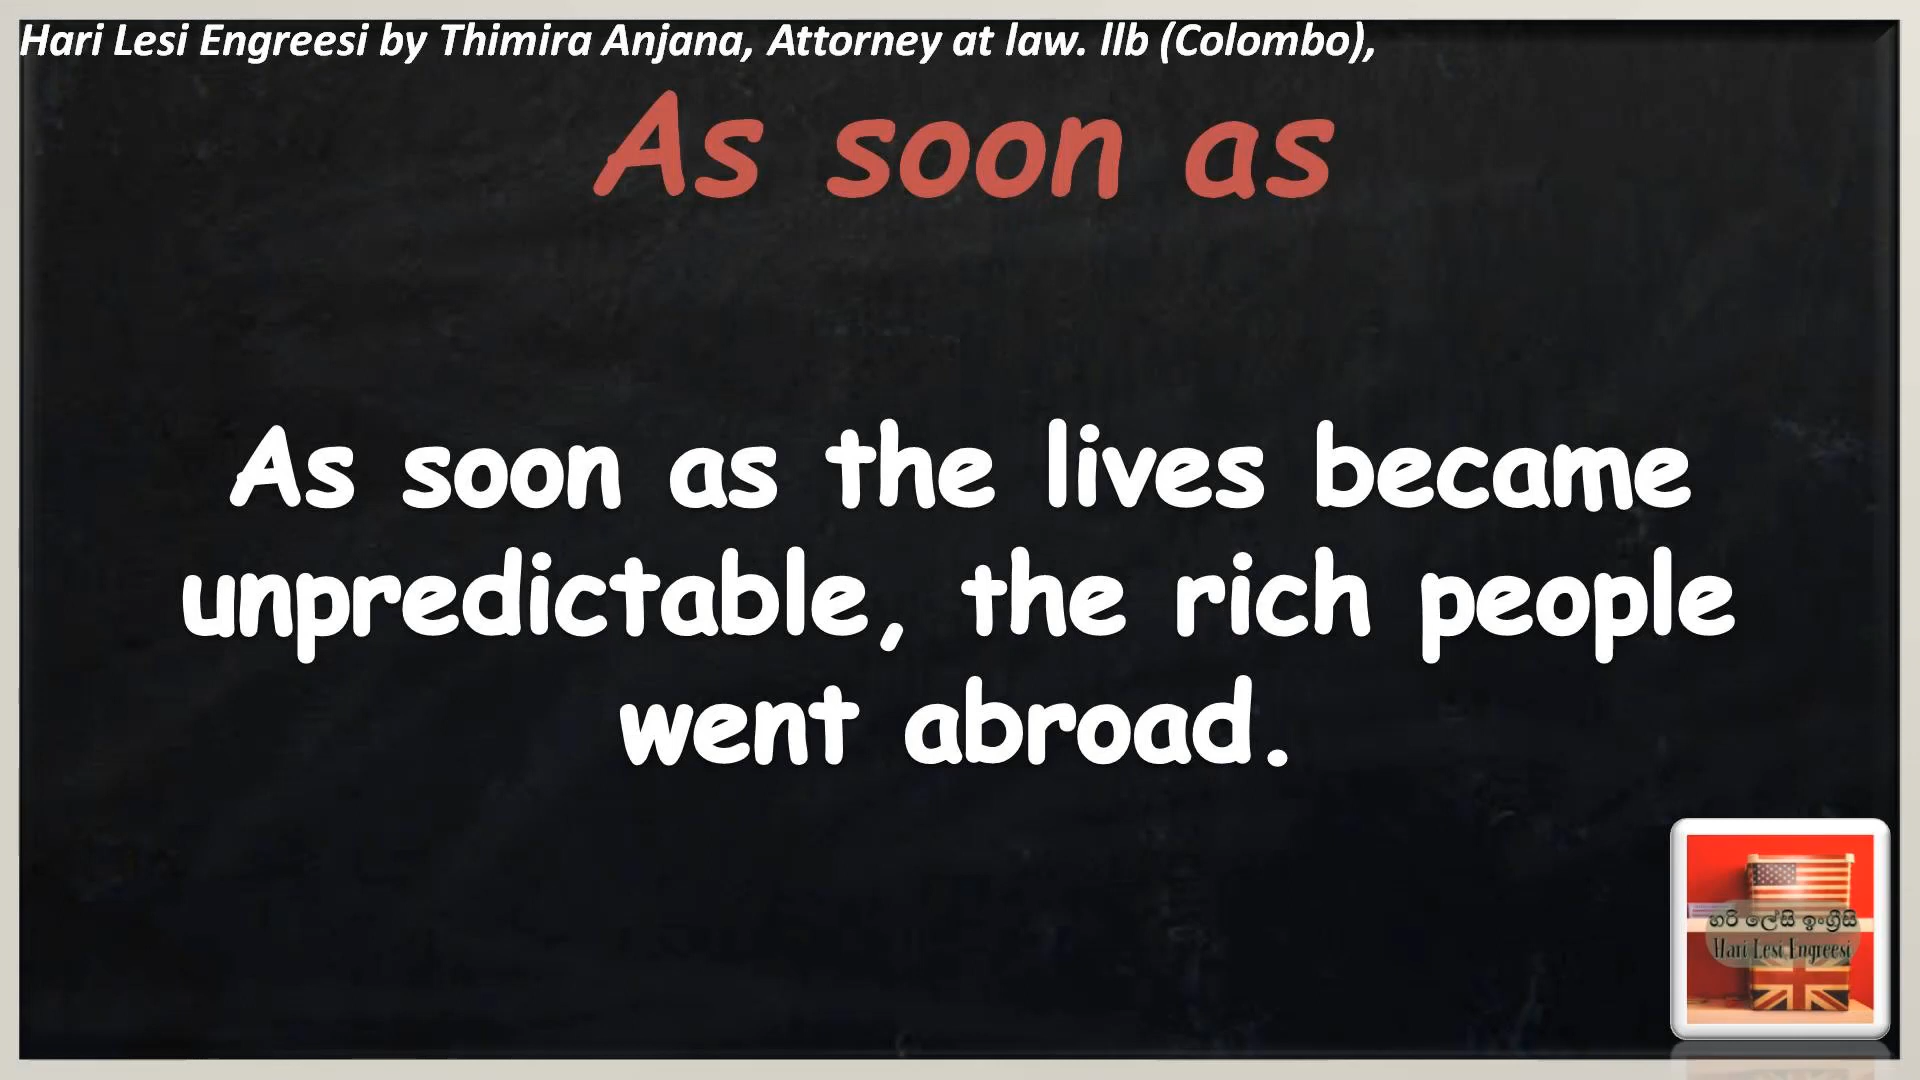 Hari Lesi Engreesi by Thimira Anjana, Attorney at law. llb (Colombo),
As soon as
As soon as the lives became
unpredictable, the rich people
went abroad.
හරි ලේසි ඉංග්‍රීසි
Hari Lesi Engreesi